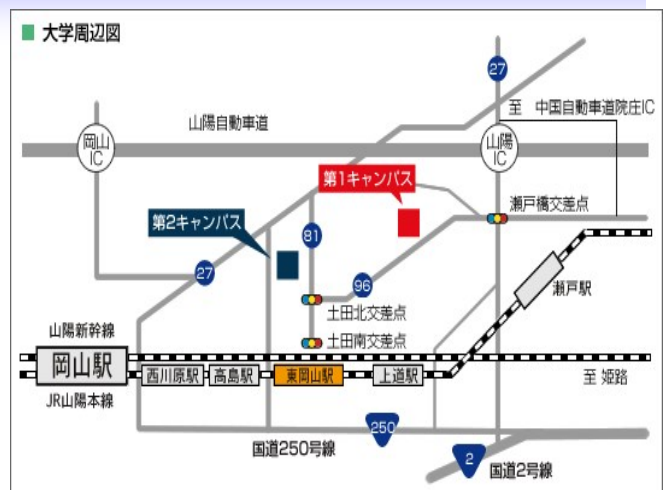 大学周辺図
27
至 中国自動車道院庄IC
山陽自動車道
岡山
IC
山陽
IC
第1キャンパス
瀬戸橋交差点
第2キャンパス
81
27
96
瀬戸駅
土田北交差点
土田南交差点
山陽新幹線
岡山駅
西川原駅
高島駅
東岡山駅
上道駅
至 姫路
JR山陽本線
250
国道250号線
2
国道2号線